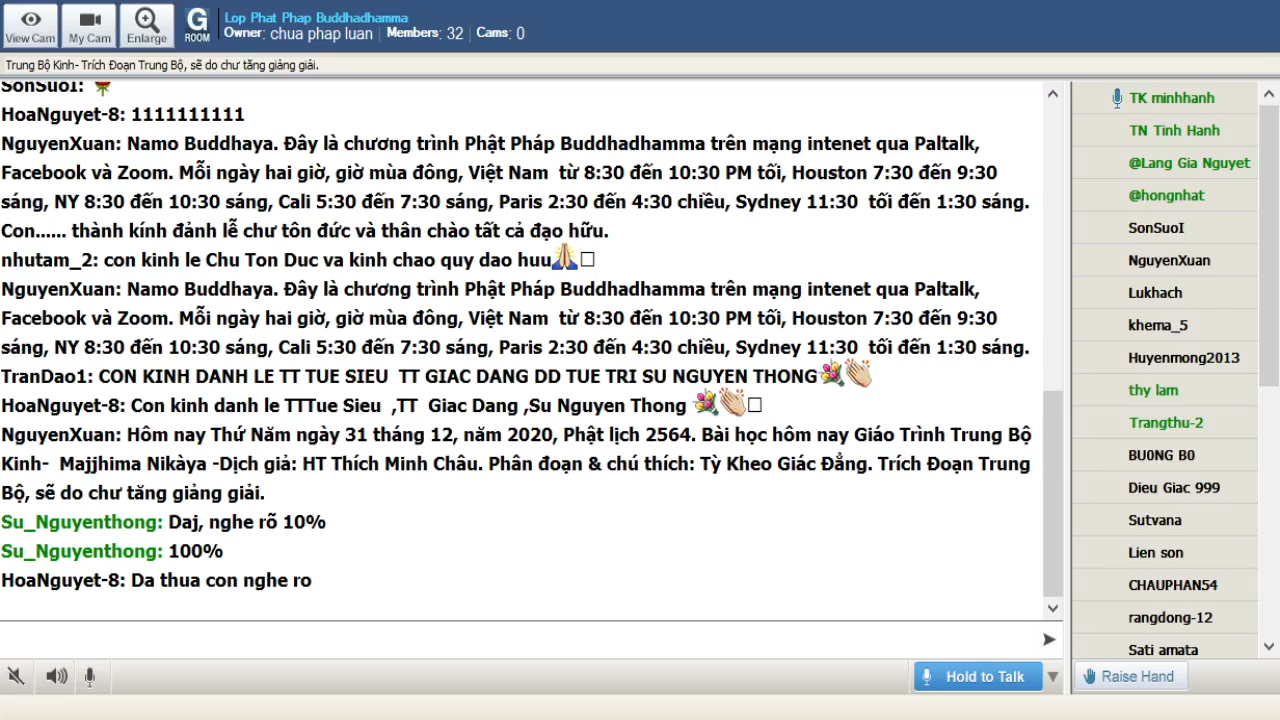 View Cam
My Cam
Enlarge
G
ROOM
Lop Phat Phap Buddhadhamma
Owner: chua phap luan | Members: 32 | Cams: 0
Trung Bộ Kinh- Trích Đoạn Trung Bộ, sẽ do chư tăng giảng giải.
SonSuoI:
HoaNguyet-8: 1111111111
NguyenXuan: Namo Buddhaya. Đây là chương trình Phật Pháp Buddhadhamma trên mạng intenet qua Paltalk,
Facebook và Zoom. Mỗi ngày hai giờ, giờ mùa đông, Việt Nam  từ 8:30 đến 10:30 PM tối, Houston 7:30 đến 9:30
sáng, NY 8:30 đến 10:30 sáng, Cali 5:30 đến 7:30 sáng, Paris 2:30 đến 4:30 chiều, Sydney 11:30  tối đến 1:30 sáng.
Con...... thành kính đảnh lễ chư tôn đức và thân chào tất cả đạo hữu.
nhutam_2: con kinh le Chu Ton Duc va kinh chao quy dao huu🙏□
NguyenXuan: Namo Buddhaya. Đây là chương trình Phật Pháp Buddhadhamma trên mạng intenet qua Paltalk,
Facebook và Zoom. Mỗi ngày hai giờ, giờ mùa đông, Việt Nam  từ 8:30 đến 10:30 PM tối, Houston 7:30 đến 9:30
sáng, NY 8:30 đến 10:30 sáng, Cali 5:30 đến 7:30 sáng, Paris 2:30 đến 4:30 chiều, Sydney 11:30  tối đến 1:30 sáng.
TranDao1: CON KINH DANH LE TT TUE SIEU  TT GIAC DANG DD TUE TRI SU NGUYEN THONG💐👏
HoaNguyet-8: Con kinh danh le TTTue Sieu  ,TT  Giac Dang ,Su Nguyen Thong 💐👏□
NguyenXuan: Hôm nay Thứ Năm ngày 31 tháng 12, năm 2020, Phật lịch 2564. Bài học hôm nay Giáo Trình Trung Bộ
Kinh-  Majjhima Nikàya -Dịch giả: HT Thích Minh Châu. Phân đoạn & chú thích: Tỳ Kheo Giác Đẳng. Trích Đoạn Trung
Bộ, sẽ do chư tăng giảng giải.
Su_Nguyenthong: Daj, nghe rõ 10%
Su_Nguyenthong: 100%
HoaNguyet-8: Da thua con nghe ro
Hold to Talk
TK minhhanh
TN Tinh Hanh
@Lang Gia Nguyet
@hongnhat
SonSuoI
NguyenXuan
Lukhach
khema_5
Huyenmong2013
thy lam
Trangthu-2
BU0NG B0
Dieu Giac 999
Sutvana
Lien son
CHAUPHAN54
rangdong-12
Sati amata
Raise Hand